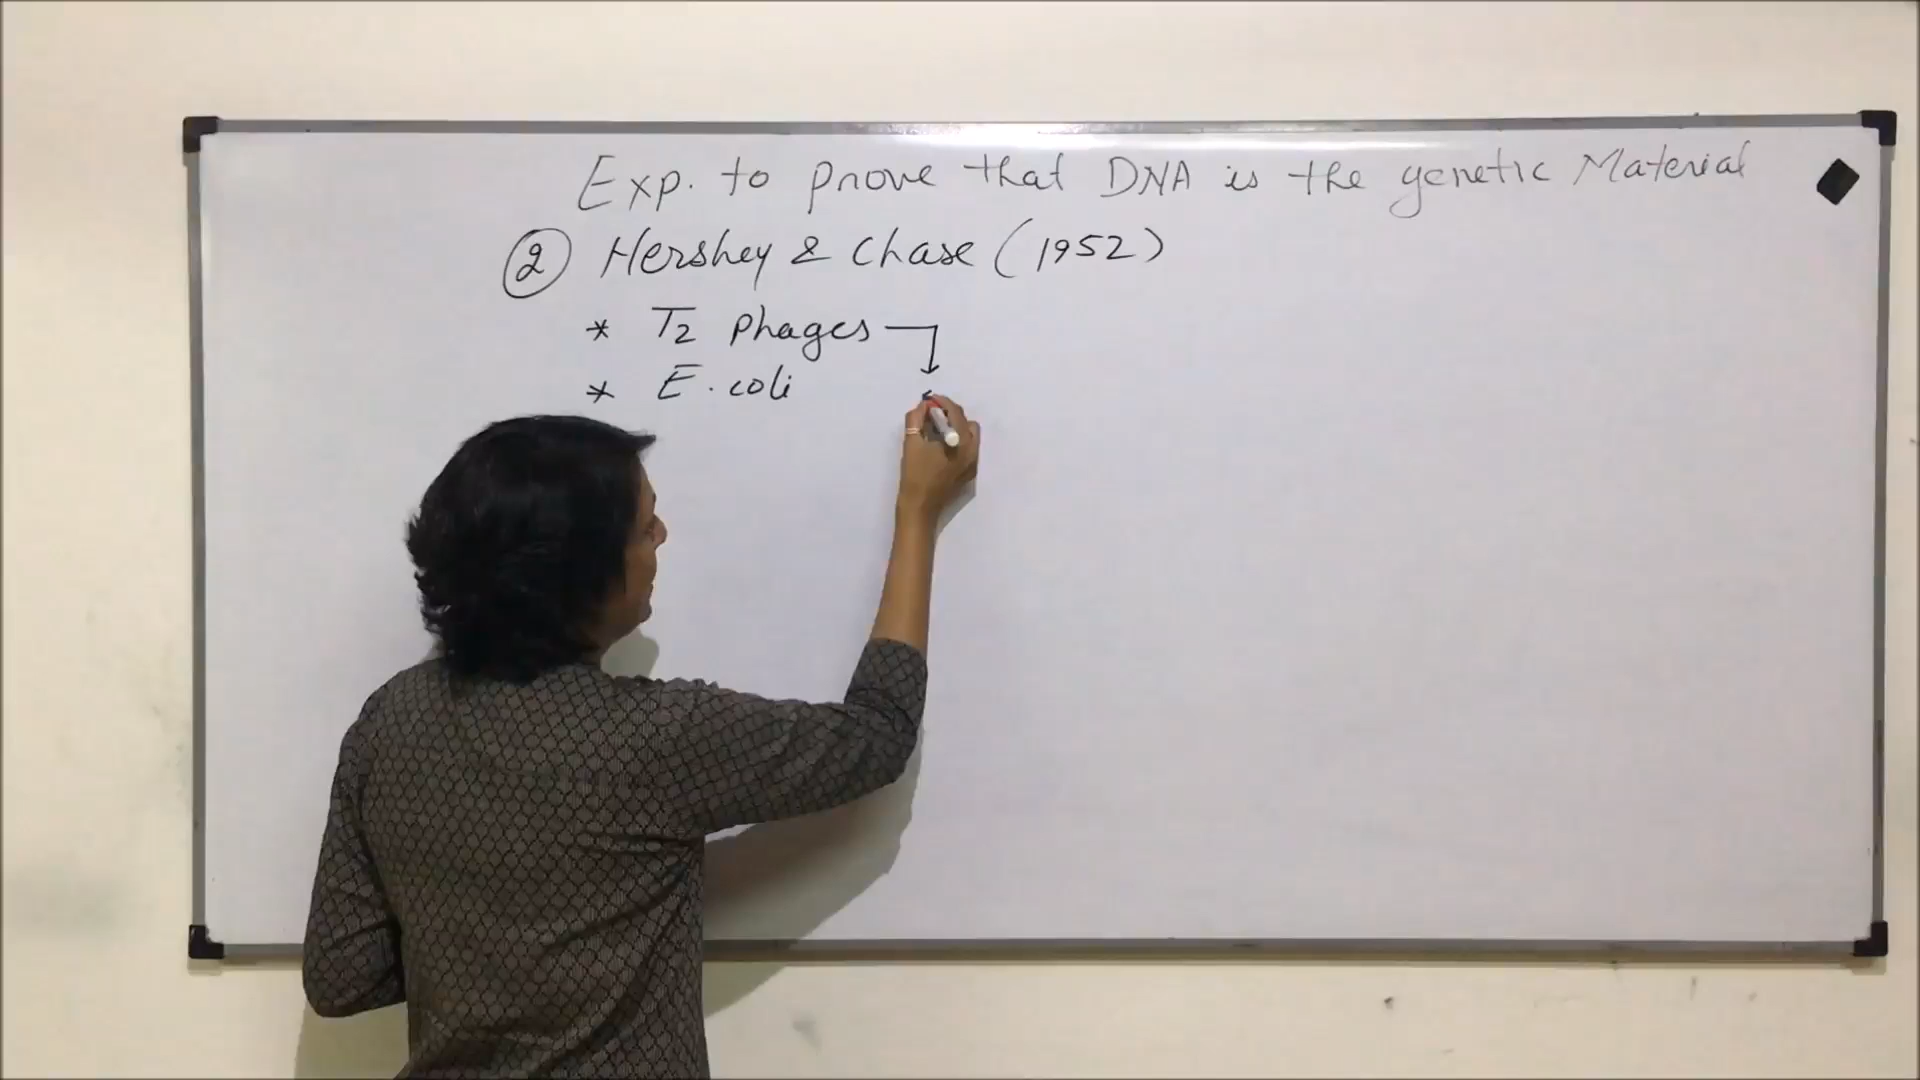 Exp. to prove that DNA is the genetic Material
② Hershey & Chase (1952)
* T2 Phages
* E. coli